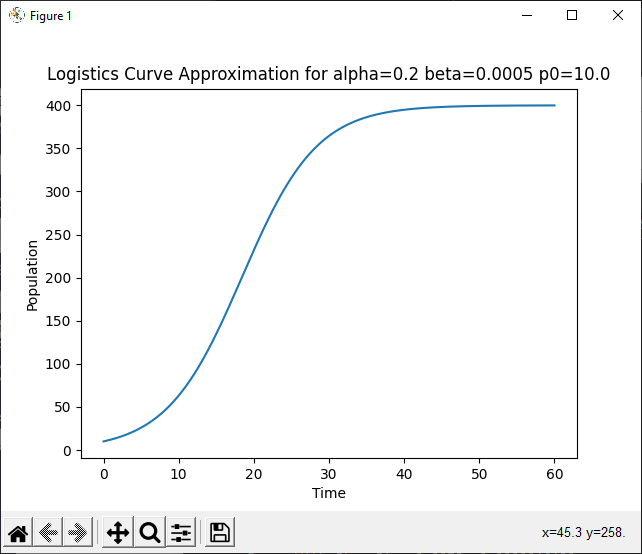 Figure 1
Logistics Curve Approximation for alpha=0.2 beta=0.0005 p0=10.0
400
350
300
250
200
150
100
50
0
Population
0 10 20 30 40 50 60
Time
x=45.3 y=258.